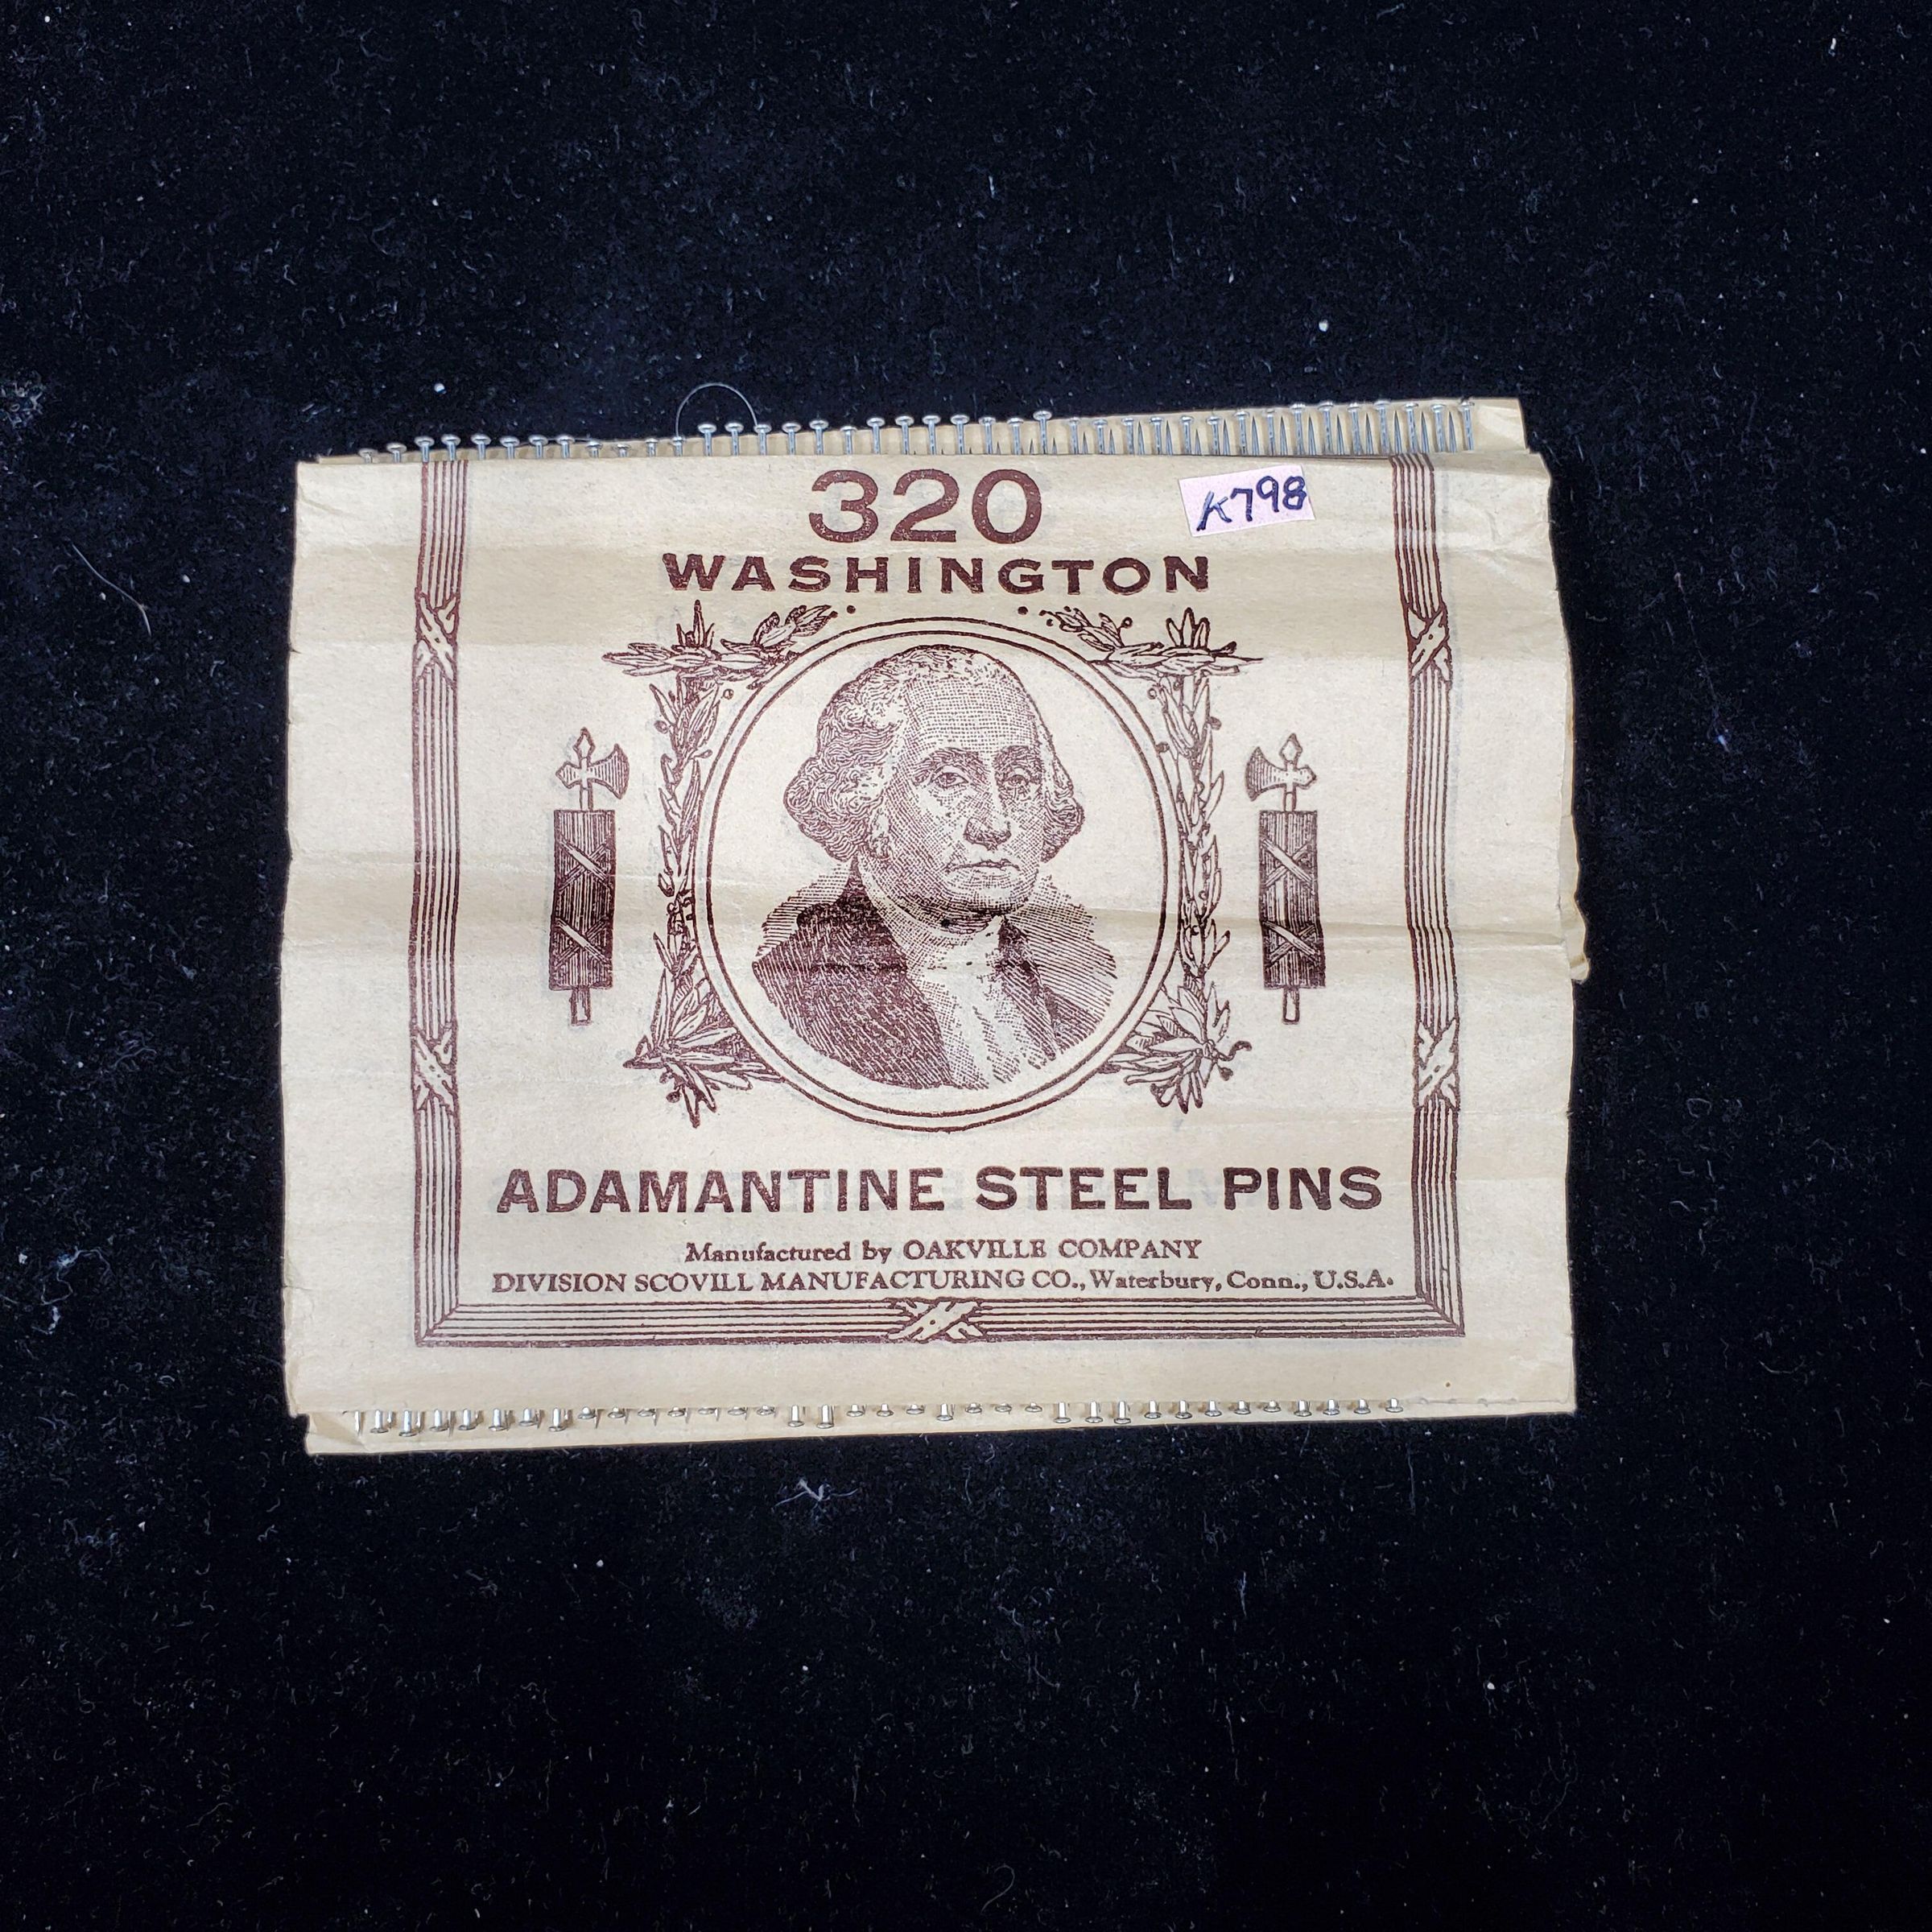 320
K798
WASHINGTON
ADAMANTINE STEEL PINS
Manufactured by OAKVILLE COMPANY
DIVISION SCOVILL MANUFACTURING CO., Waterbury, Conn., U.S.A.